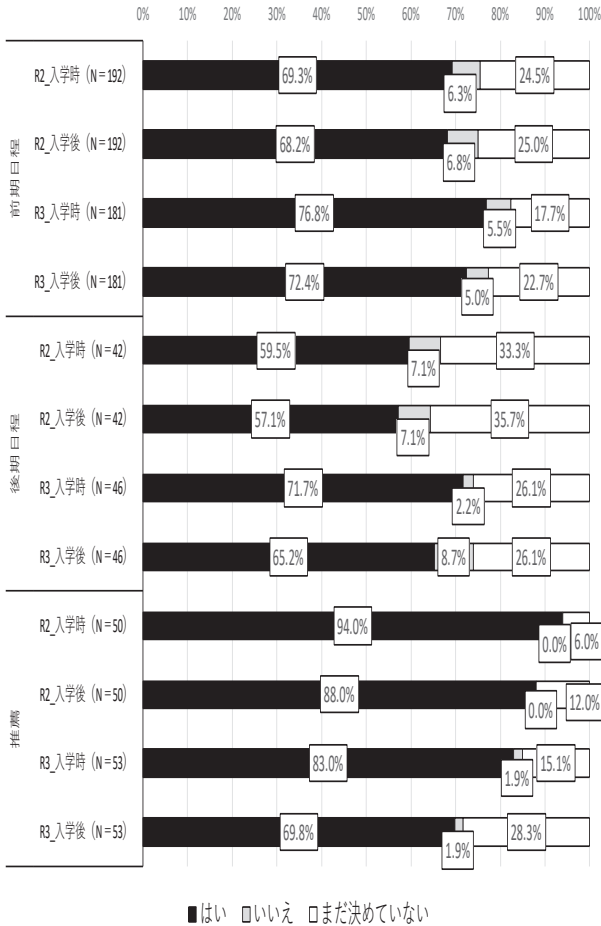 0% 10% 20% 30% 40% 50% 60% 70% 80% 90% 100%
前期日程
R2_入学時（N＝192） 69.3% 6.3% 24.5%
R2_入学後（N＝192） 68.2% 6.8% 25.0%
R3_入学時（N＝181） 76.8% 5.5% 17.7%
R3_入学後（N＝181） 72.4% 5.0% 22.7%
後期日程
R2_入学時（N＝42） 59.5% 7.1% 33.3%
R2_入学後（N＝42） 57.1% 7.1% 35.7%
R3_入学時（N＝46） 71.7% 2.2% 26.1%
R3_入学後（N＝46） 65.2% 8.7% 26.1%
推薦
R2_入学時（N＝50） 94.0% 0.0% 6.0%
R2_入学後（N＝50） 88.0% 0.0% 12.0%
R3_入学時（N＝53） 83.0% 1.9% 15.1%
R3_入学後（N＝53） 69.8% 1.9% 28.3%
はい いいえ まだ決めていない